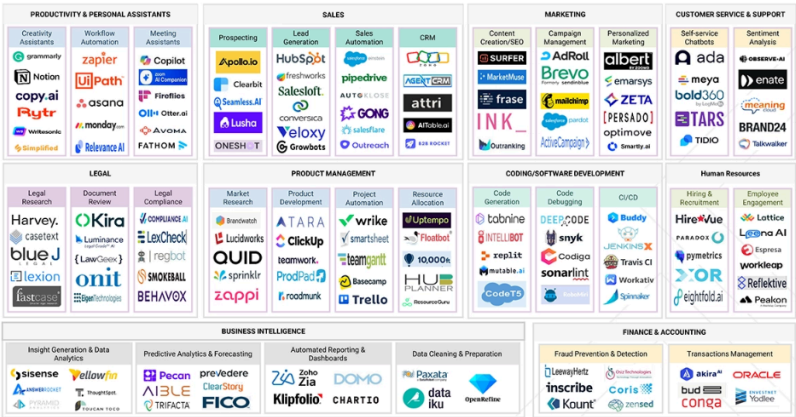 PRODUCTIVITY & PERSONAL ASSISTANTS
Creativity Assistants
grammarly
Notion
copy.ai
Rytr
Writesonic
Simplified
Workflow Automation
zapier
UiPath
asana
monday.com
Relevance AI
Meeting Assistants
Copilot
AI Companion
Fireflies
Otter.ai
AVOMA
FATHOM
SALES
Prospecting
Apollo.io
Clearbit
Seamless.AI
Lusha
ONESHOT
Lead Generation
HubSpot
freshworks
Salesloft.
conversica
Veloxy
Growbots
Sales Automation
pipedrive
AUTOKLOSE
GONG
salesflare
Outreach
CRM
ZOHO
AGENTCRM
attri
AITable.ai
B2B ROCKET
MARKETING
Content Creation/SEO
SURFER
MarketMuse
frase
INK_
Outranking
Campaign Management
AdRoll
Brevo
mailchimp
pardot
ActiveCampaign
Personalized Marketing
albert
emarsys
ZETA
[PERSADO]
optimove
Smartly.ai
CUSTOMER SERVICE & SUPPORT
Self-service Chatbots
ada
meya
bold360
TARS
TIDIO
Sentiment Analysis
OBSERVE.AI
enate
meaning cloud
BRAND24
Talkwalker
LEGAL
Legal Research
Harvey.
casetext
blue J
LEGAL
lexion
fastcase
Document Review
Kira
Luminance
LawGeex
onit
EigenTechnologies
Legal Compliance
COMPLIANCE.AI
LexCheck
regbot
SMOKEBALL
BEHAVOX
PRODUCT MANAGEMENT
Market Research
Brandwatch
Lucidworks
QUID
sprinklr
zappi
Product Development
ATARA
ClickUp
teamwork.
ProdPad
roadmunk
Project Automation
wrike
smartsheet
teamgantt
Basecamp
Trello
Resource Allocation
Uptempo
Floatbot
10,000ft
HUB PLANNER
ResourceGuru
CODING/SOFTWARE DEVELOPMENT
Code Generation
tabnine
INTELLIBOT
replit
mutable.ai
CodeT5
Code Debugging
DEEPCODE
snyk
Codiga
sonarlint
CI/CD
Buddy
JENKINS X
Travis CI
Workativ
Spinnaker
Human Resources
Hiring & Recruitment
HireVue
PARADOX
pymetrics
XOR
eightfold.ai
Employee Engagement
Lattice
Leena AI
Espresa
workleap
Reflektive
Peakon
BUSINESS INTELLIGENCE
Insight Generation & Data Analytics
sisense
Yellowfin
ANSWERROCKET
ThoughtSpot.
PYRAMID
TOUCAN TOCO
Predictive Analytics & Forecasting
Pecan
prevedere
AIBLE
ClearStory
TRIFACTA
FICO
Automated Reporting & Dashboards
Zoho Zia
DOMO
Klipfolio
CHARTIO
Data Cleaning & Preparation
Paxata
data iku
OpenRefine
FINANCE & ACCOUNTING
Fraud Prevention & Detection
LeewayHertz
inscribe
Coris
Kount
zensed
Transactions Management
akira AI
ORACLE
bud
conga
ENVESTNET
Yodlee